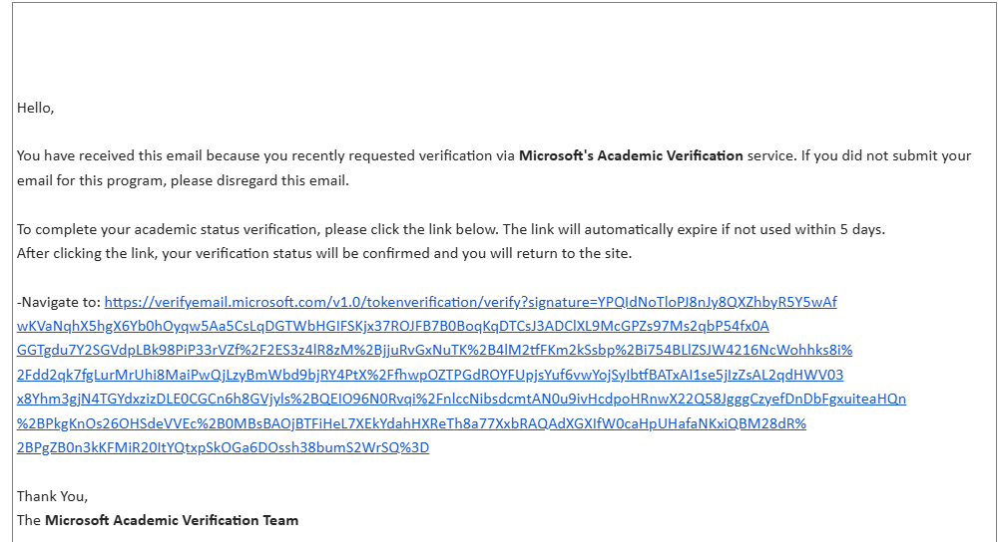 Hello,
You have received this email because you recently requested verification via Microsoft's Academic Verification service. If you did not submit your
email for this program, please disregard this email.
To complete your academic status verification, please click the link below. The link will automatically expire if not used within 5 days.
After clicking the link, your verification status will be confirmed and you will return to the site.
-Navigate to: https://verifyemail.microsoft.com/v1.0/tokenverification/verify?signature=YPQIdNoTloPJ8nJy8QXZhbyR5Y5wAf
wKVaNqhX5hgX6Yb0hOyqw5Aa5CsLqDGTWbHGIFSKjx37ROJFB7B0BoqKqDTCsJ3ADClXL9McGPZs97Ms2qbP54fx0A
GGTgdu7Y2SGVdpLBk98PiP33rVZf%2F2ES3z4lR8zM%2BjjuRvGxNuTK%2B4lM2tfFKm2kSsbp%2Bi754BLlZSJW4216NcWohhks8i%
2Fdd2qk7fgLurMrUhi8MaiPwQjLzyBmWbd9bjRY4PtX%2FfhwpOZTPGdROYFUpjsYuf6vwYojSyIbtfBATxAI1se5jIzZsAL2qdHWV03
x8Yhm3gjN4TGYdxzizDLE0CGCn6h8GVjyls%2BQEIO96N0Rvqi%2FnlccNibsdcmtAN0u9ivHcdpoHRnwX22Q58JgggCzyefDnDbFgxuiteaHQn
%2BPkgKnOs26OHSdeVVEc%2B0MBsBAOjBTFiHeL7XEkYdahHXReTh8a77XxbRAQAdXGXIfW0caHpUHafaNKxiQBM28dR%
2BPgZB0n3kKFMiR20ItYQtxpSkOGa6DOssh38bumS2WrSQ%3D
Thank You,
The Microsoft Academic Verification Team